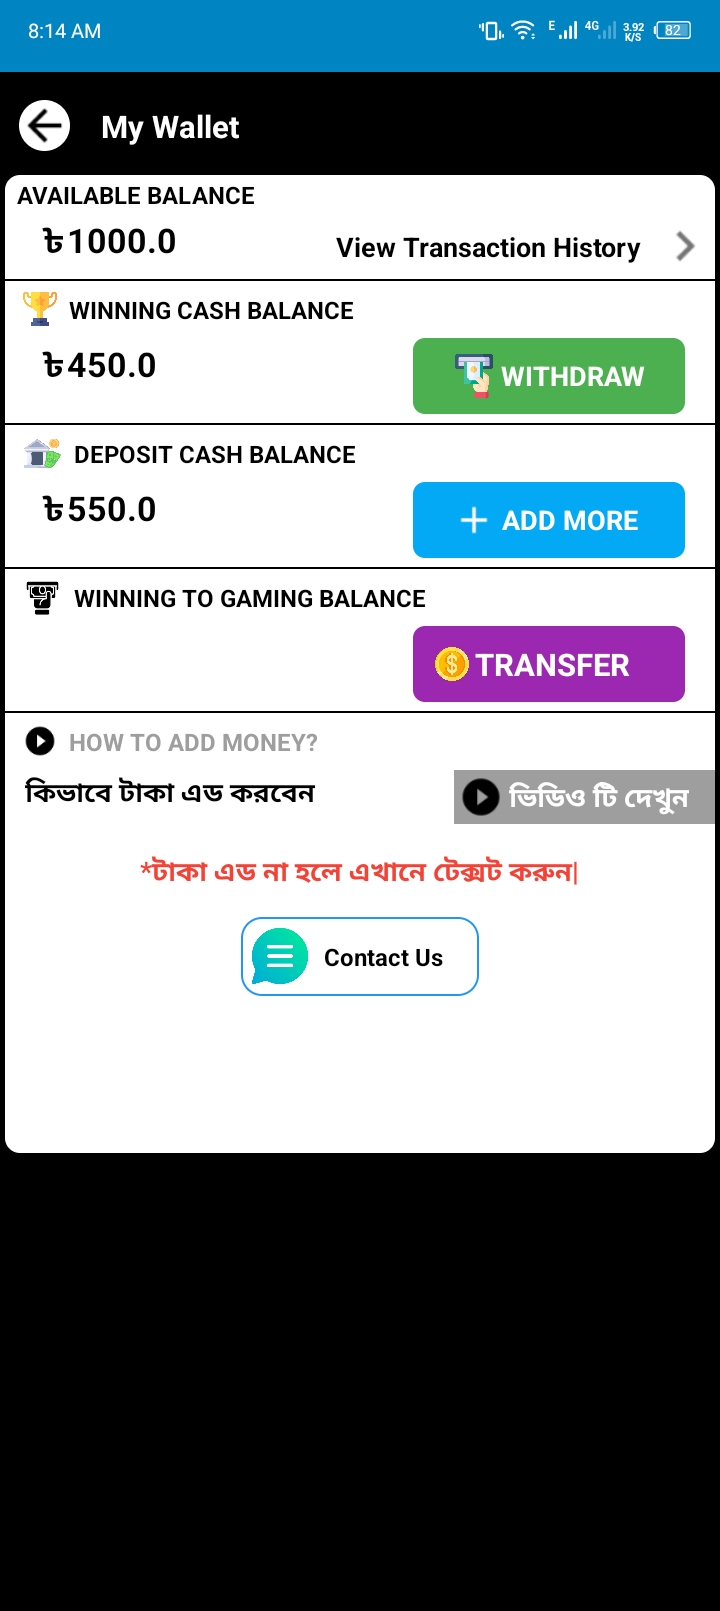 8:14 AM E 4G 3.92 K/S 82
My Wallet
AVAILABLE BALANCE
৳1000.0
View Transaction History
WINNING CASH BALANCE
৳450.0
WITHDRAW
DEPOSIT CASH BALANCE
৳550.0
+ ADD MORE
WINNING TO GAMING BALANCE
$ TRANSFER
HOW TO ADD MONEY?
কিভাবে টাকা এড করবেন
ভিডিও টি দেখুন
*টাকা এড না হলে এখানে টেক্সট করুন|
Contact Us